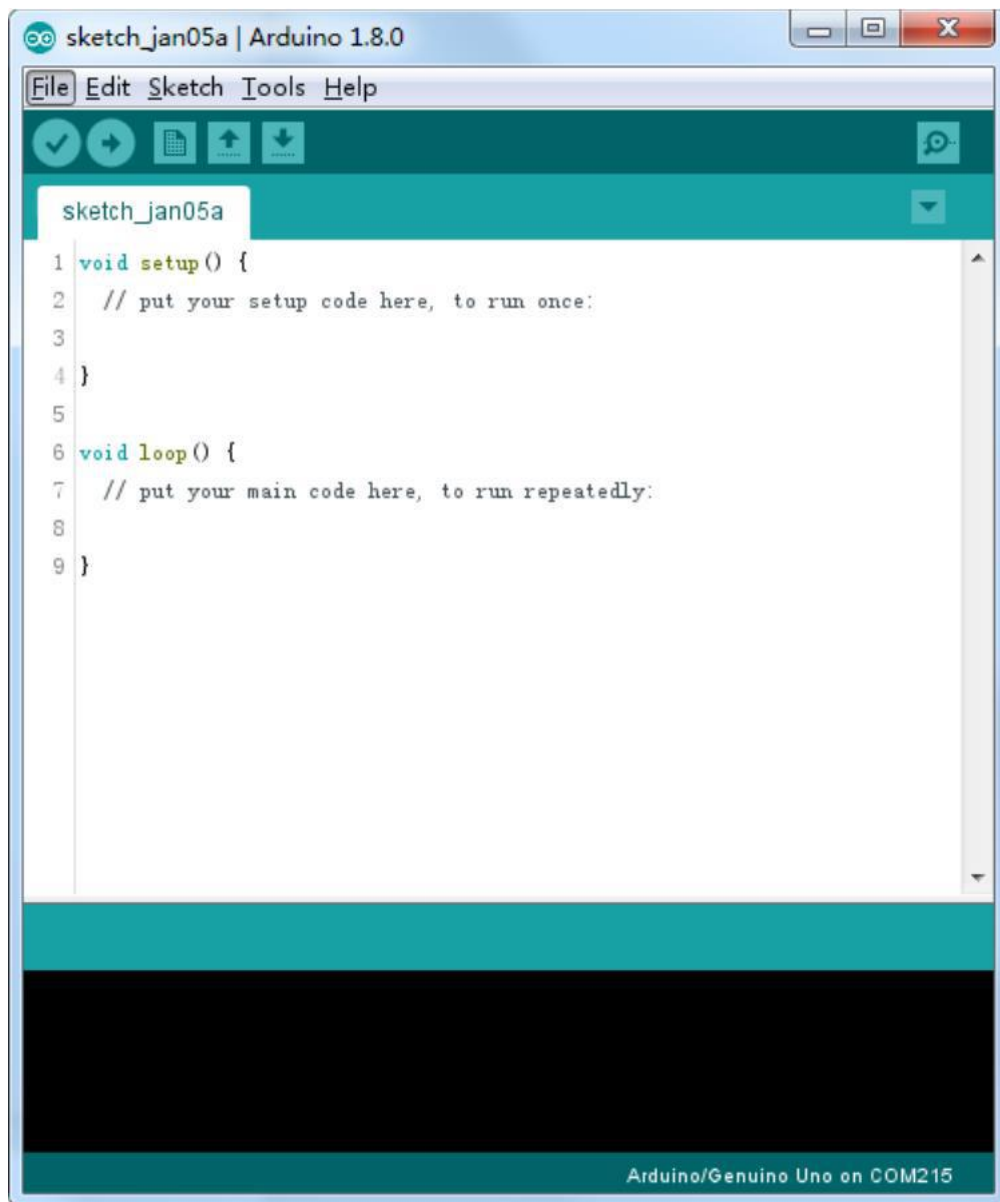 sketch_jan05a | Arduino 1.8.0
File Edit Sketch Tools Help
sketch_jan05a
1 void setup() {
2 // put your setup code here, to run once:
3
4 }
5
6 void loop() {
7 // put your main code here, to run repeatedly:
8
9 }
Arduino/Genuino Uno on COM215